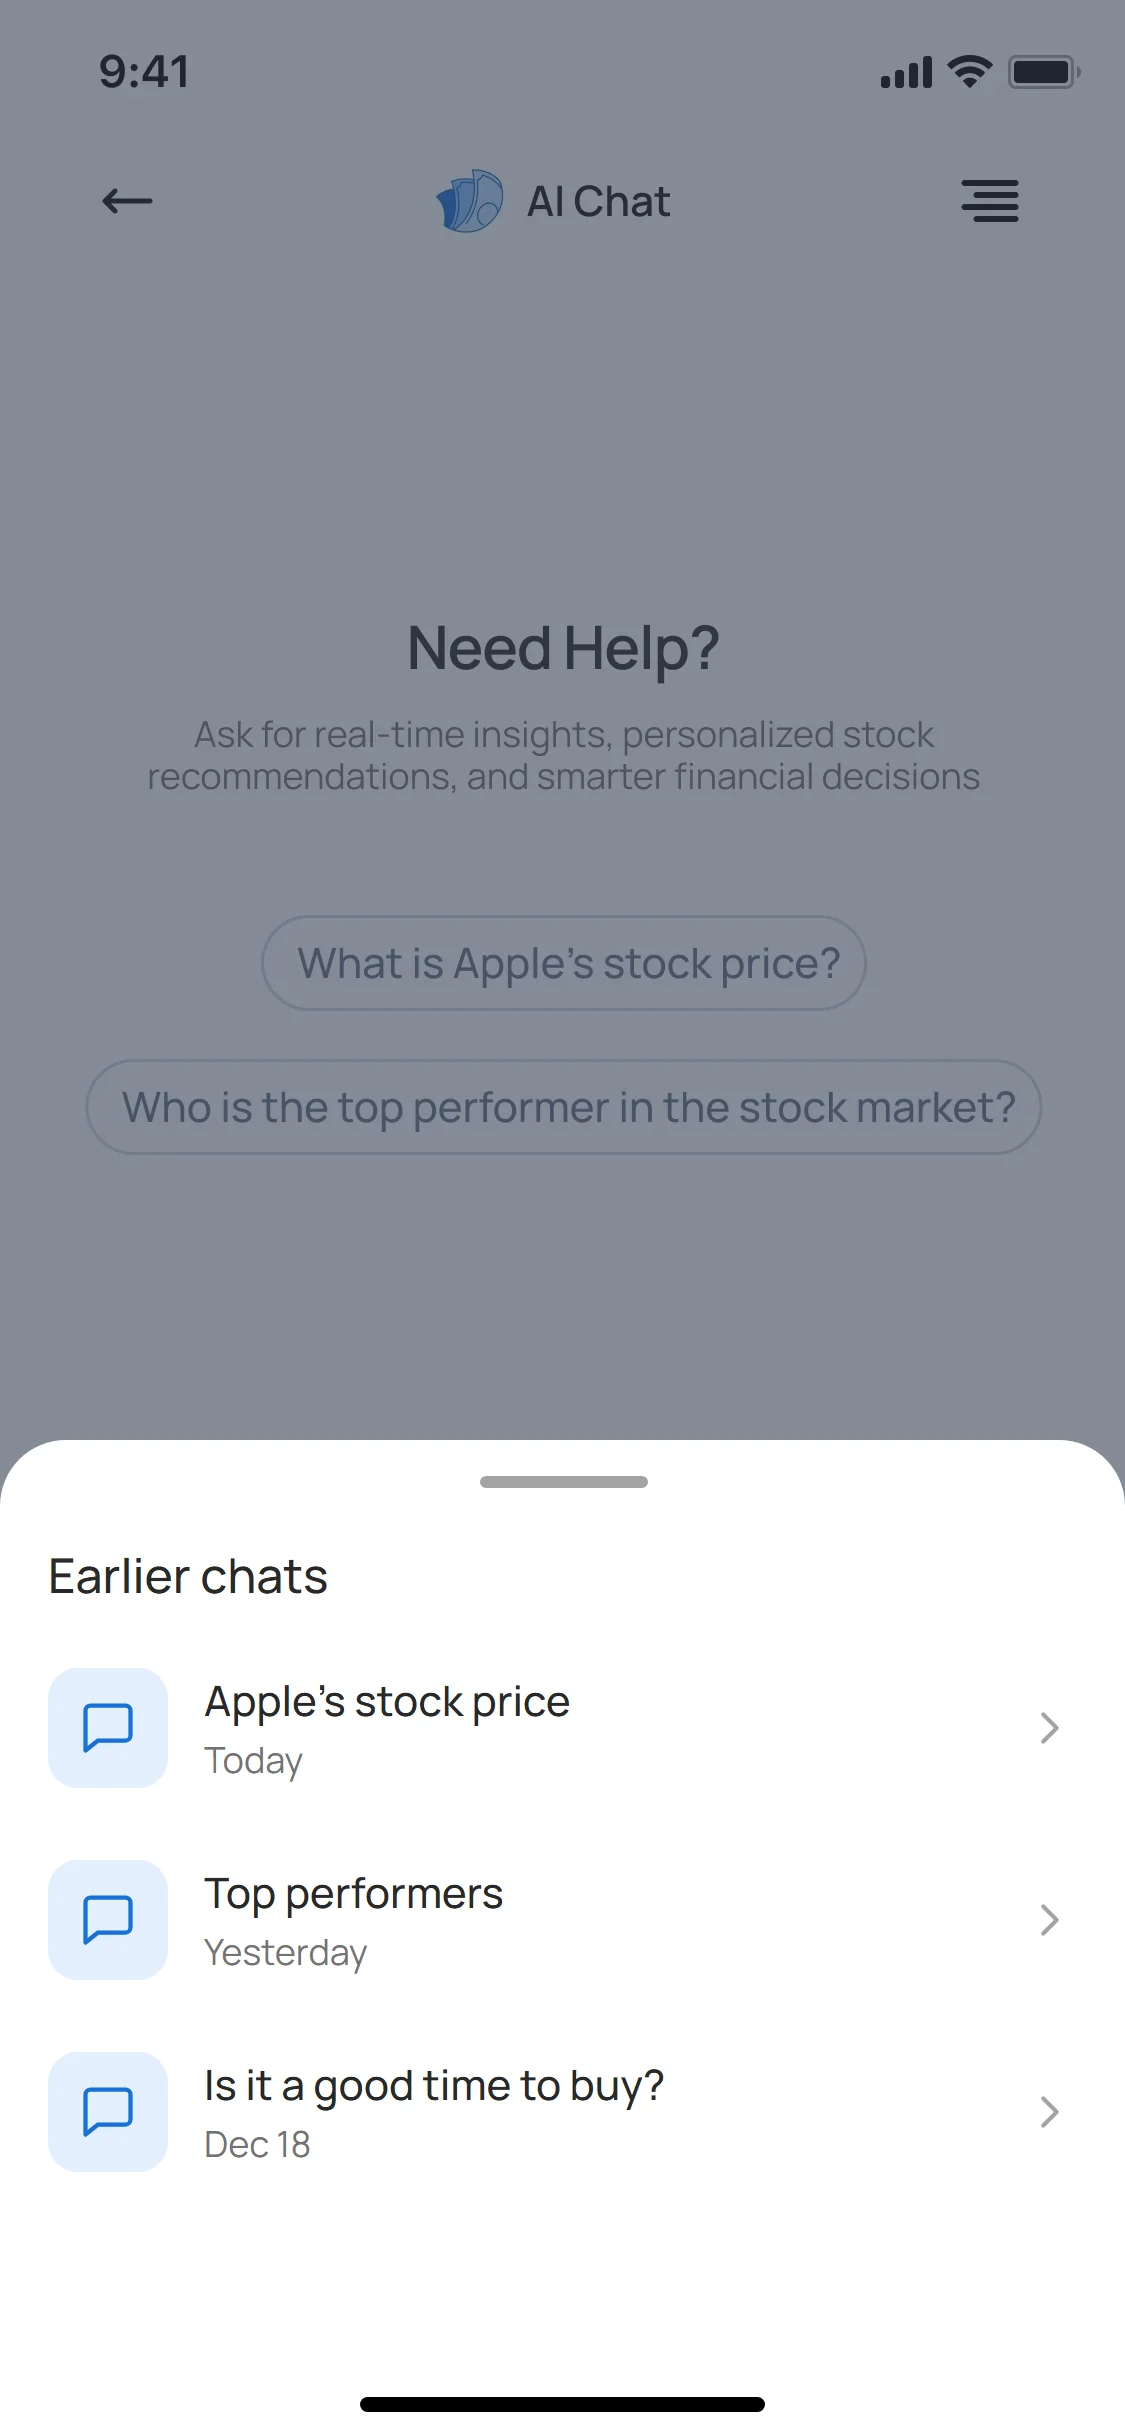 9:41
AI Chat
Need Help?
Ask for real-time insights, personalized stock
recommendations, and smarter financial decisions
What is Apple’s stock price?
Who is the top performer in the stock market?
Earlier chats
Apple’s stock price
Today
Top performers
Yesterday
Is it a good time to buy?
Dec 18